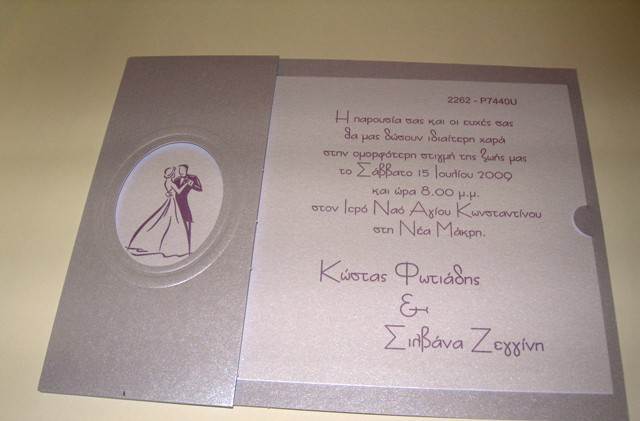 2262 - P7440U
Η παρουσία σας και οι ευχές σας
θα μας δώσουν ιδιαίτερη χαρά
στην ομορφότερη στιγμή της ζωής μας
το Σάββατο 15 Ιουλίου 2009
και ώρα 8.00 μ.μ.
στον Ιερό Ναό Αγίου Κωνσταντίνου
στη Νέα Μάκρη.
Κώστας Φωτιάδης
&
Σιλβάνα Ζεγγίνη